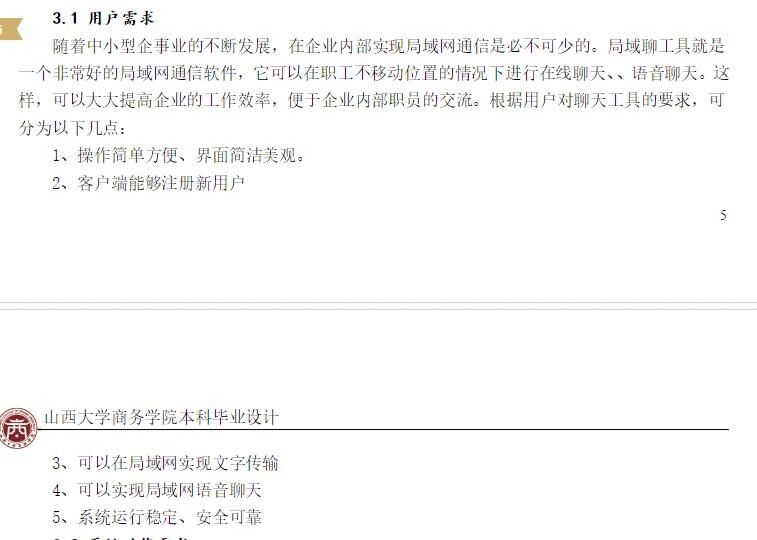 3.1 用户需求
随着中小型企事业的不断发展，在企业内部实现局域网通信是必不可少的。局域聊工具就是
一个非常好的局域网通信软件，它可以在职工不移动位置的情况下进行在线聊天、、语音聊天。这
样，可以大大提高企业的工作效率，便于企业内部职员的交流。根据用户对聊天工具的要求，可
分为以下几点：
1、操作简单方便、界面简洁美观。
2、客户端能够注册新用户
5
山西大学商务学院本科毕业设计
3、可以在局域网实现文字传输
4、可以实现局域网语音聊天
5、系统运行稳定、安全可靠